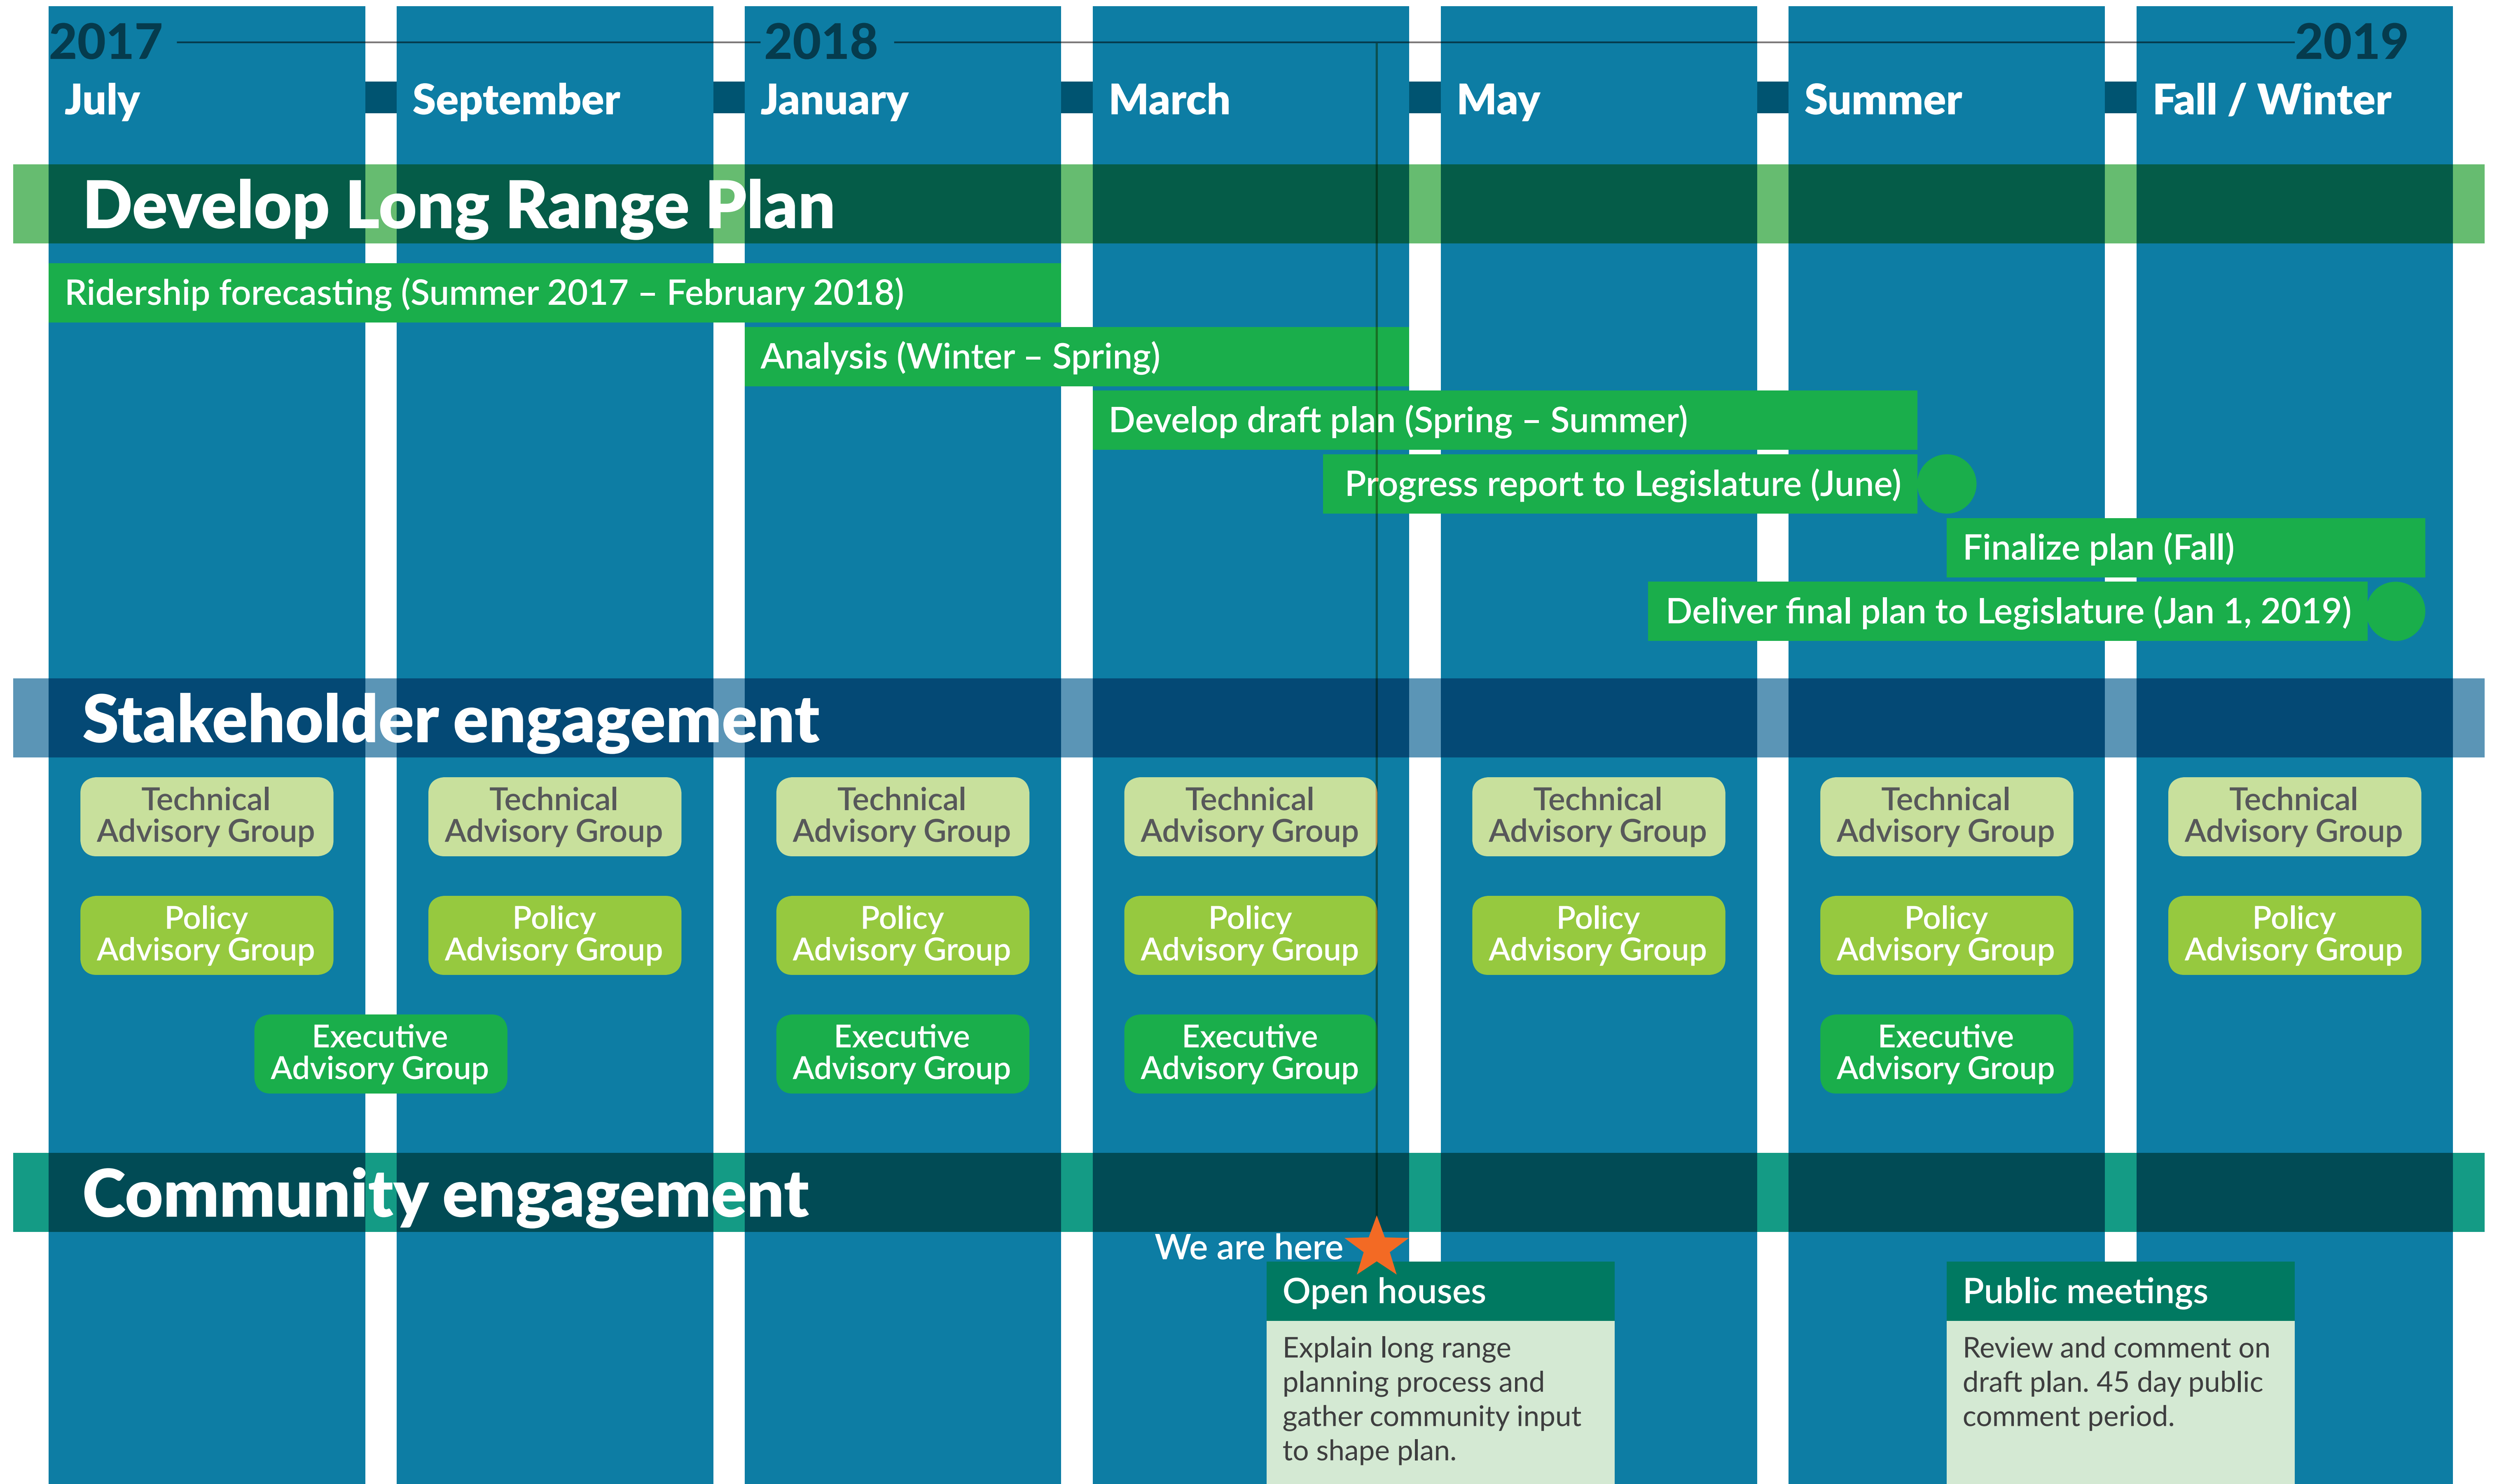 2017 2018 2019
July September January March May Summer Fall / Winter
Develop Long Range Plan
Ridership forecasting (Summer 2017 – February 2018)
Analysis (Winter – Spring)
Develop draft plan (Spring – Summer)
Progress report to Legislature (June)
Finalize plan (Fall)
Deliver final plan to Legislature (Jan 1, 2019)
Stakeholder engagement
Technical
Advisory Group
Technical
Advisory Group
Technical
Advisory Group
Technical
Advisory Group
Technical
Advisory Group
Technical
Advisory Group
Technical
Advisory Group
Policy
Advisory Group
Policy
Advisory Group
Policy
Advisory Group
Policy
Advisory Group
Policy
Advisory Group
Policy
Advisory Group
Policy
Advisory Group
Executive
Advisory Group
Executive
Advisory Group
Executive
Advisory Group
Executive
Advisory Group
Community engagement
We are here
Open houses
Explain long range
planning process and
gather community input
to shape plan.
Public meetings
Review and comment on
draft plan. 45 day public
comment period.